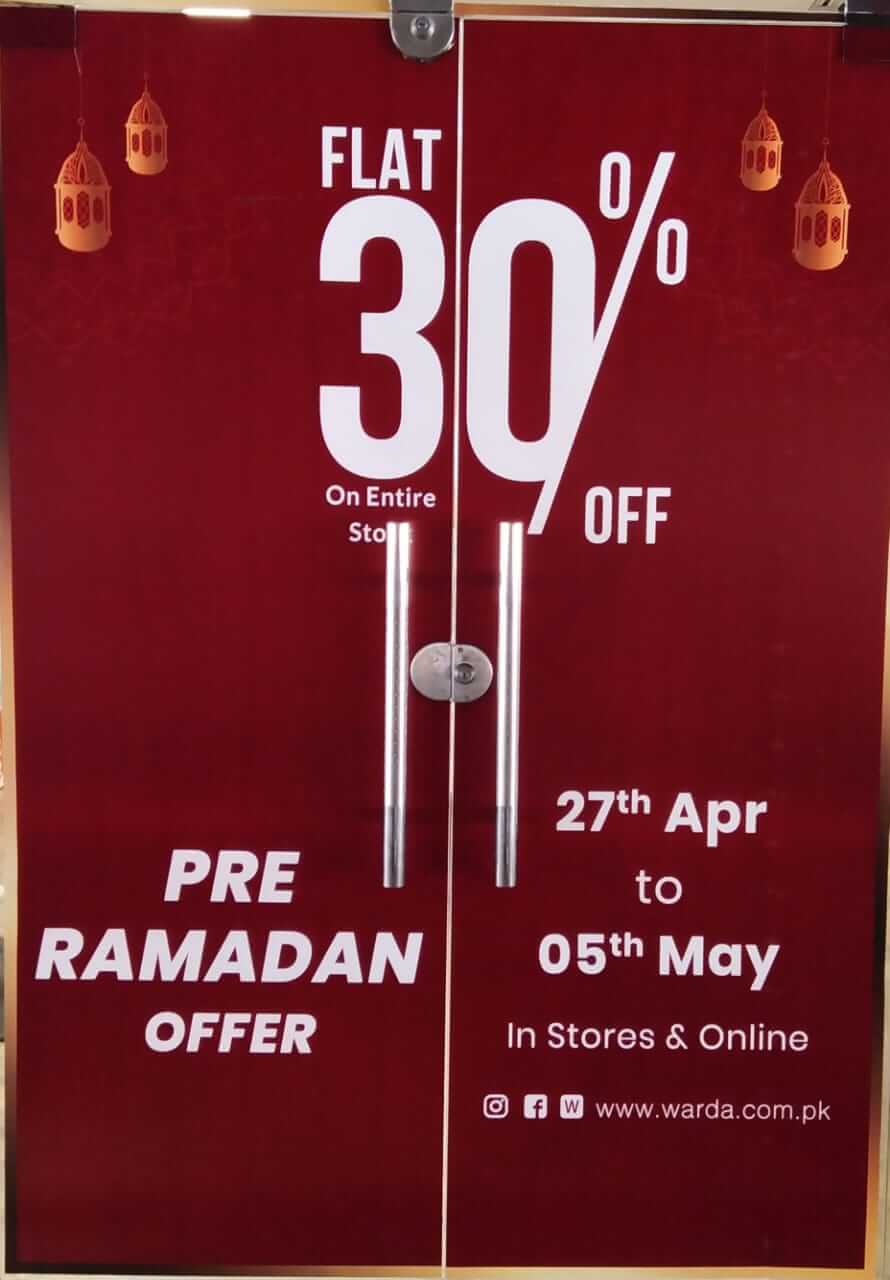 FLAT
30%
OFF
On Entire
PRE
RAMADAN
OFFER
27th Apr
to
05th May
In Stores & Online
W www.warda.com.pk